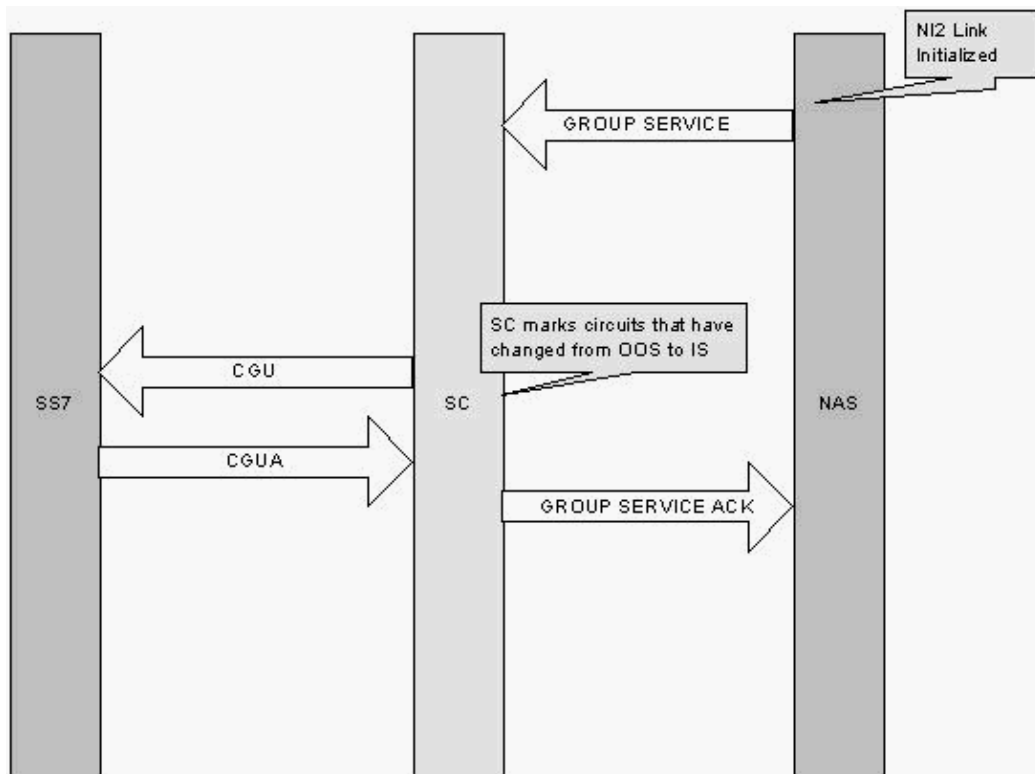 NI2 Link
Initialized
GROUP SERVICE
SC marks circuits that have
changed from OOS to IS
CGU
SS7
SC
NAS
CGUA
GROUP SERVICE ACK